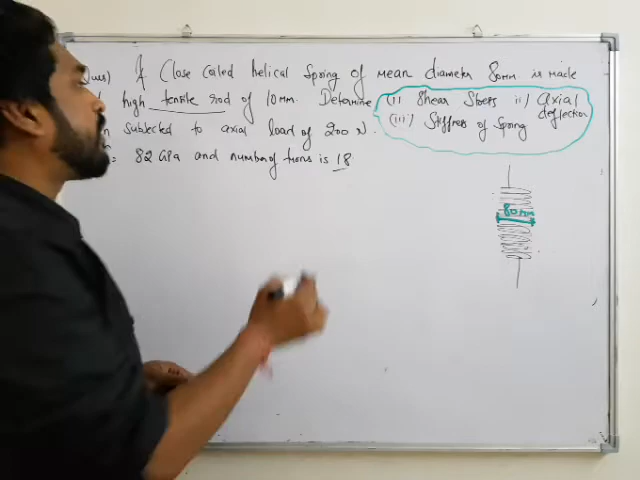 A Close coiled helical Spring of mean diameter 80mm is made
high tensile rod of 10mm. Determine (i) Shear Stress ii) axial
deflection
subjected to axial load of 200 N. (iii) Stiffness of Spring
= 82 GPa and number of turns is 18
80mm